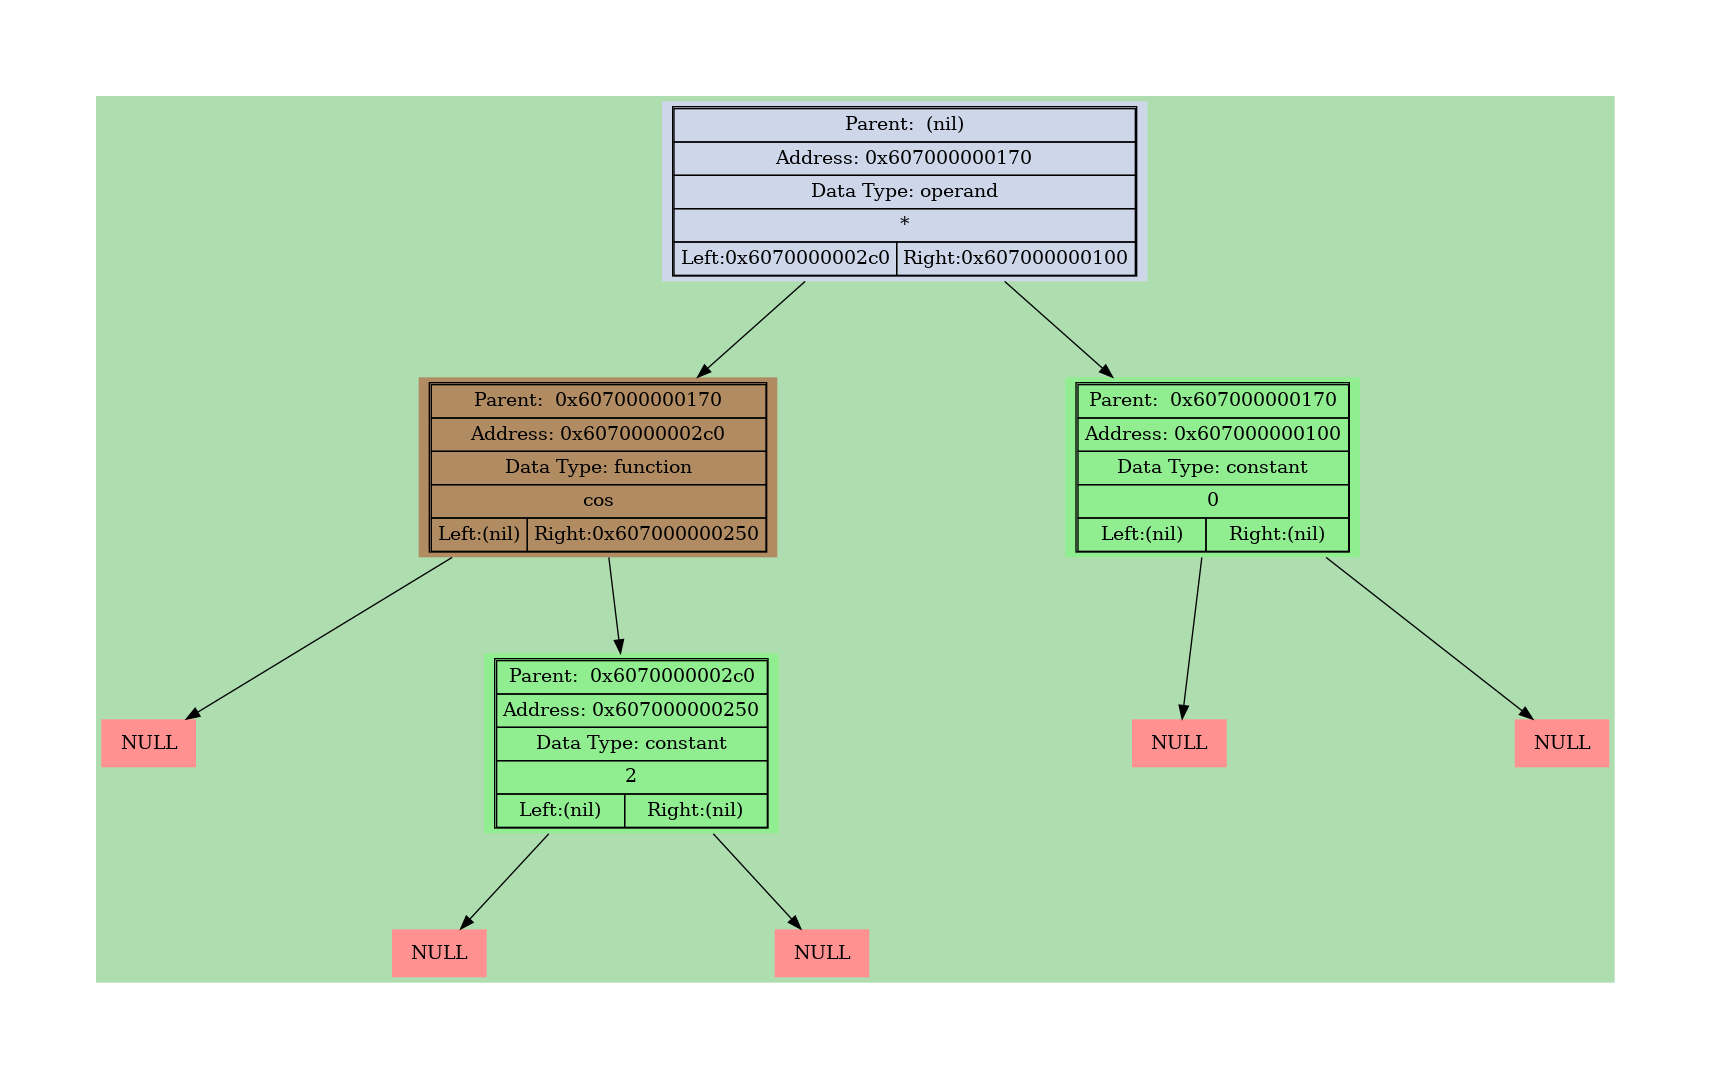 Parent:  (nil)
Address: 0x607000000170
Data Type: operand
*
Left:0x6070000002c0 Right:0x607000000100
Parent:  0x607000000170
Address: 0x6070000002c0
Data Type: function
cos
Left:(nil) Right:0x607000000250
Parent:  0x607000000170
Address: 0x607000000100
Data Type: constant
0
Left:(nil) Right:(nil)
NULL
Parent:  0x6070000002c0
Address: 0x607000000250
Data Type: constant
2
Left:(nil) Right:(nil)
NULL
NULL
NULL
NULL